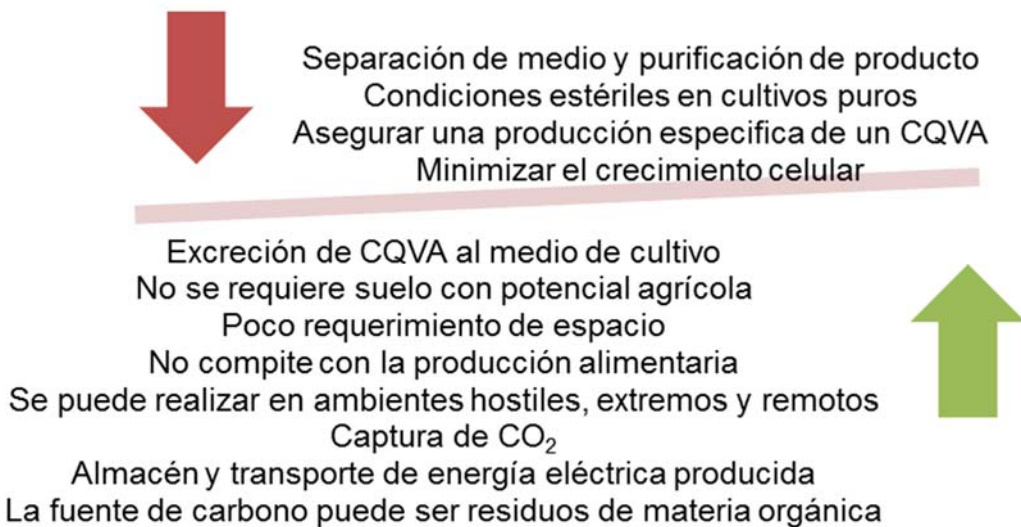 Separación de medio y purificación de producto
Condiciones estériles en cultivos puros
Asegurar una producción especifica de un CQVA
Minimizar el crecimiento celular
Excreción de CQVA al medio de cultivo
No se requiere suelo con potencial agrícola
Poco requerimiento de espacio
No compite con la producción alimentaria
Se puede realizar en ambientes hostiles, extremos y remotos
Captura de CO₂
Almacén y transporte de energía eléctrica producida
La fuente de carbono puede ser residuos de materia orgánica